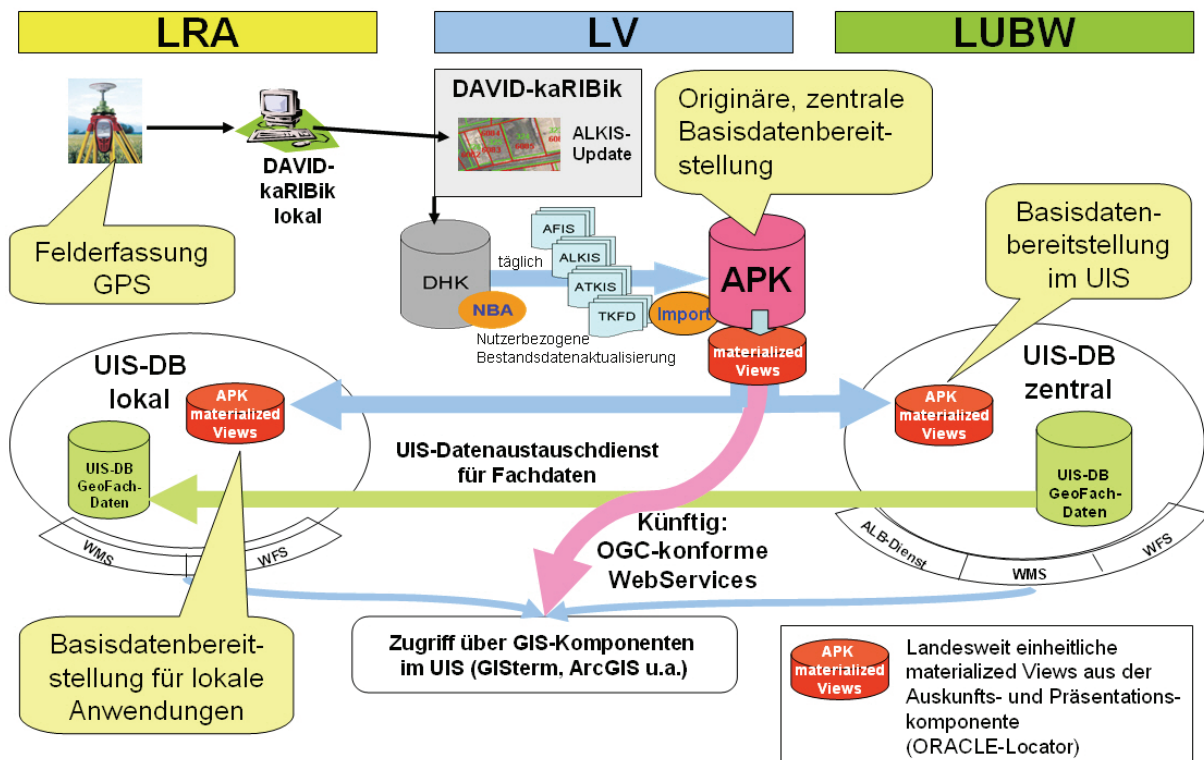 LRA
LV
LUBW
DAVID-
kaRIBik
lokal
DAVID-kaRIBik
ALKIS-
Update
6004
6002
6003
6005
Originäre, zentrale
Basisdatenbereit-
stellung
Felderfassung
GPS
Basisdaten-
bereitstellung
im UIS
DHK
täglich
NBA
AFIS
ALKIS
ATKIS
TKFD
Import
APK
Nutzerbezogene
Bestandsdatenaktualisierung
materialized
Views
UIS-DB
lokal
APK
materialized
Views
UIS-DB
GeoFach-
Daten
WMS
WFS
UIS-DB
zentral
APK
materialized
Views
UIS-DB
GeoFach-
Daten
ALB-Dienst
WMS
WFS
UIS-Datenaustauschdienst
für Fachdaten
Künftig:
OGC-konforme
WebServices
Basisdatenbereit-
stellung für lokale
Anwendungen
Zugriff über GIS-Komponenten
im UIS (GISterm, ArcGIS u.a.)
APK
materialized
Views
Landesweit einheitliche
materialized Views aus der
Auskunfts- und Präsentations-
komponente
(ORACLE-Locator)